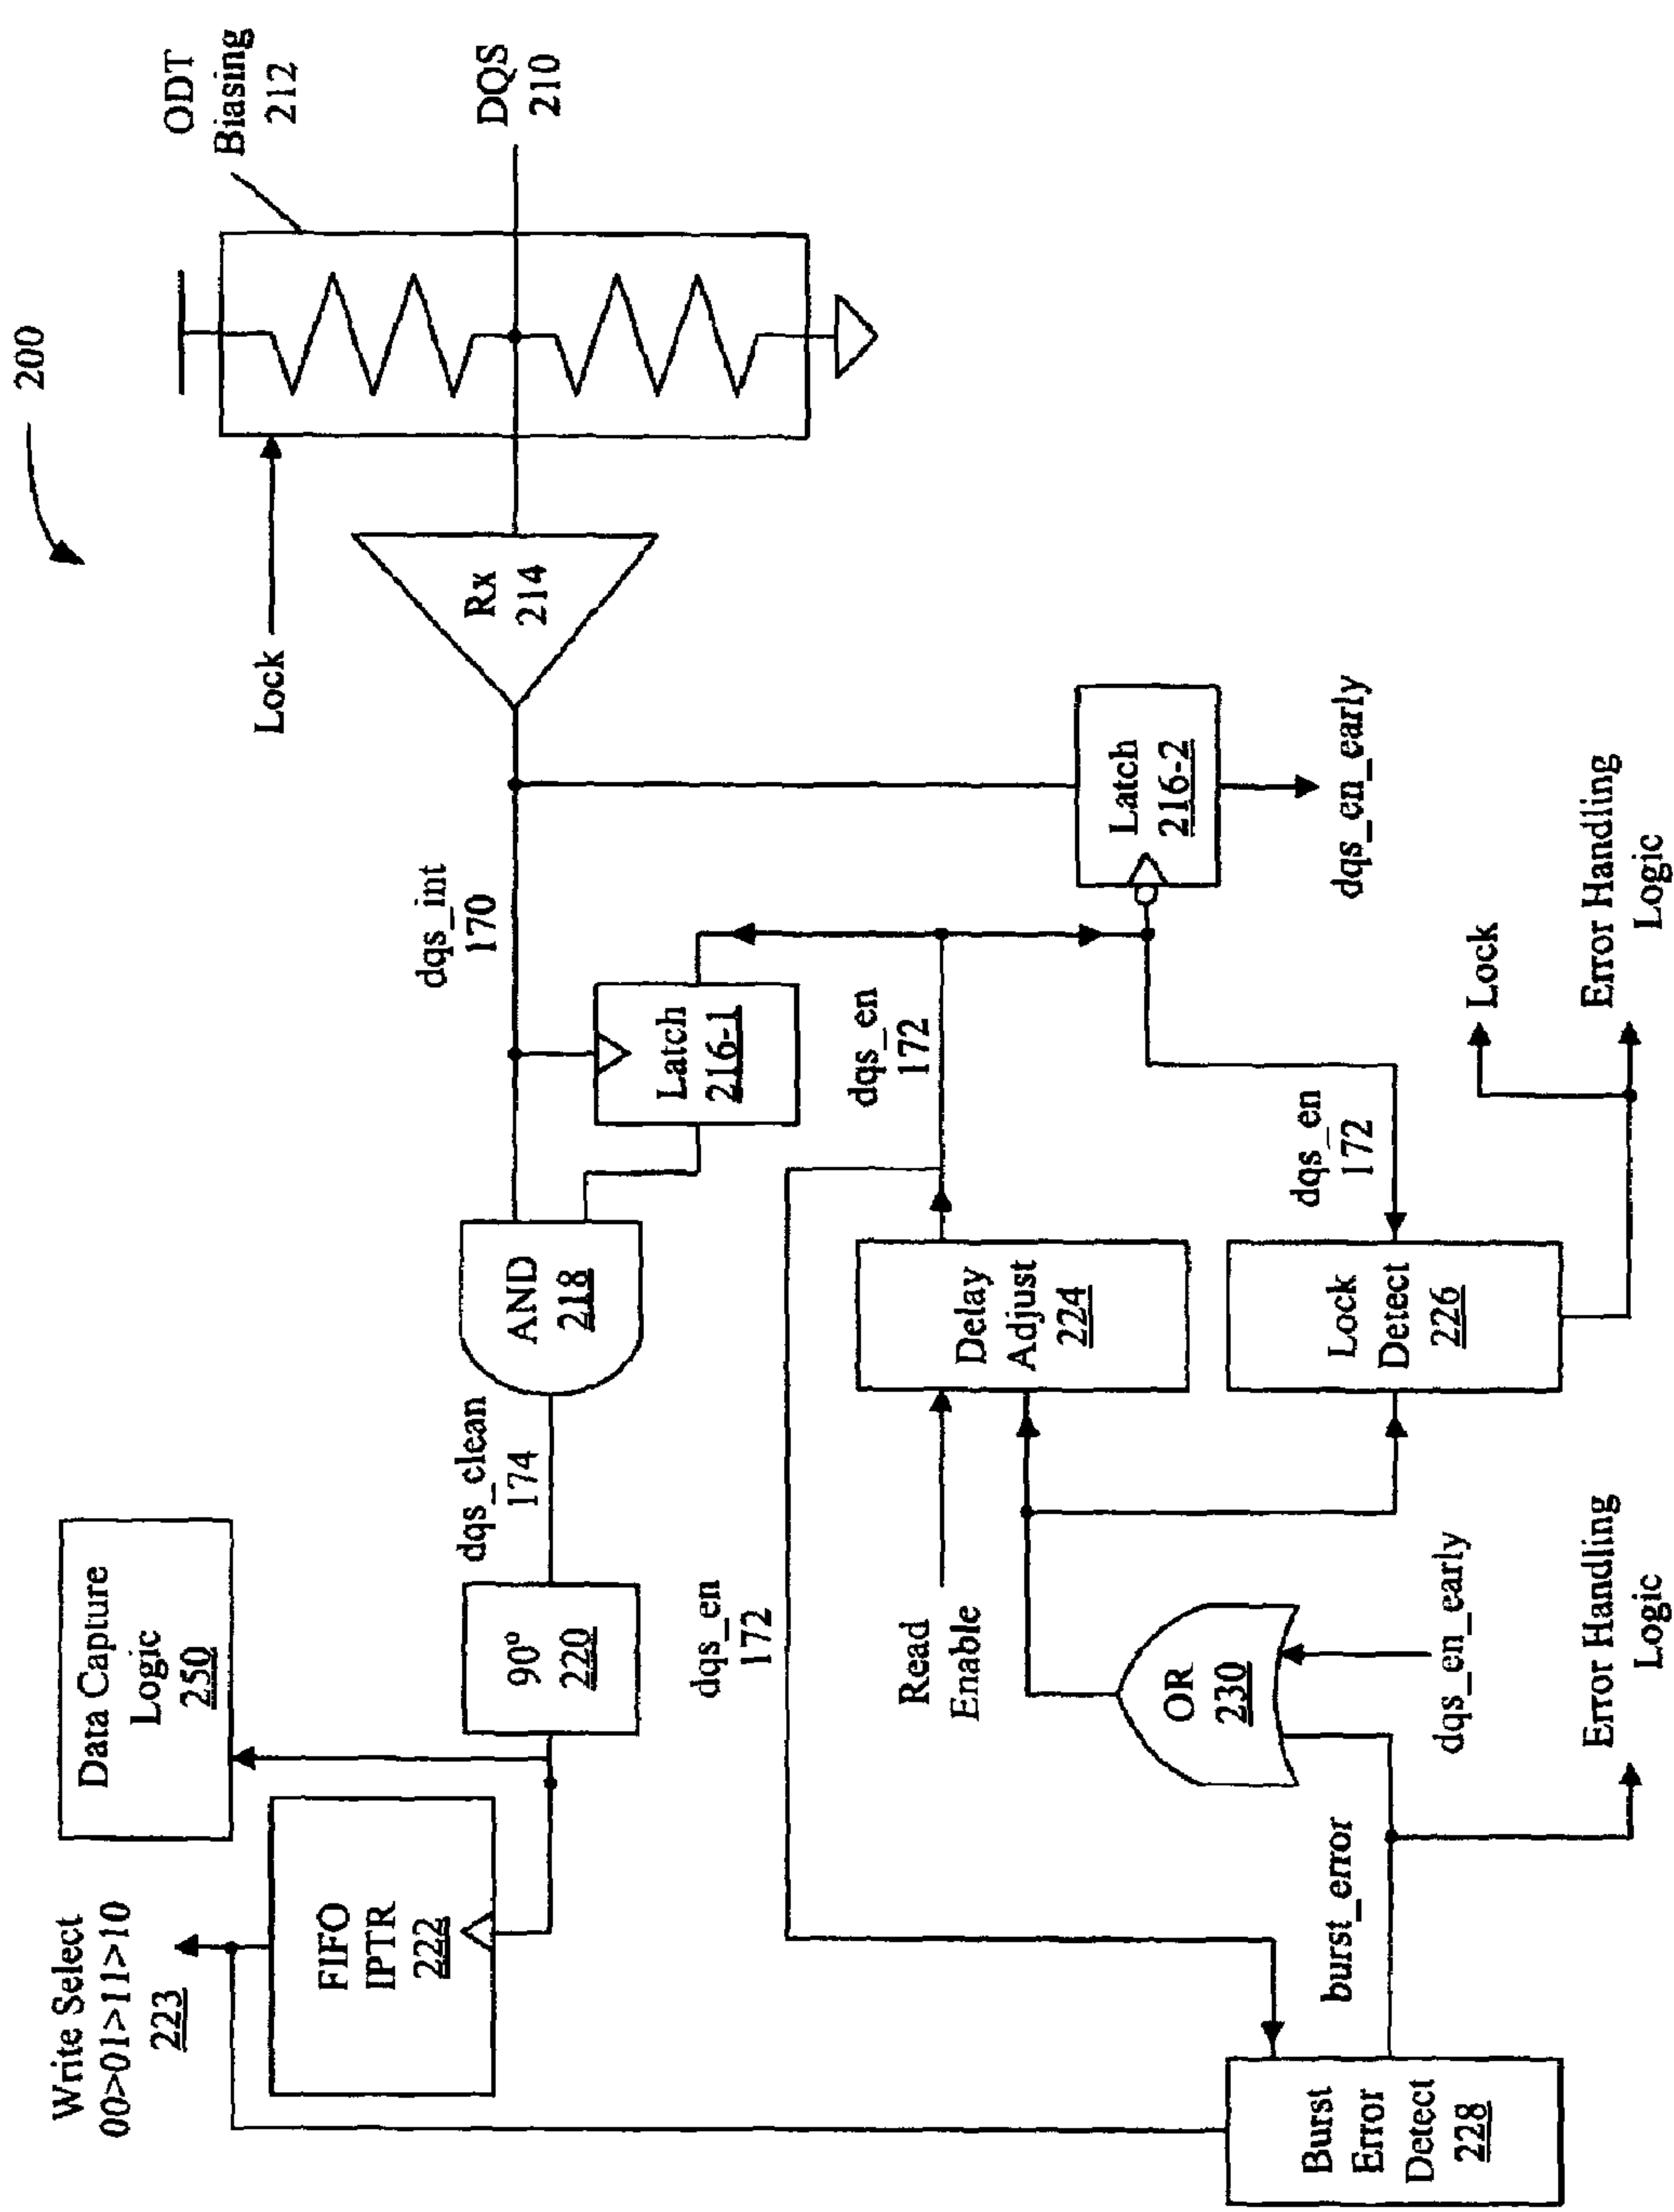 200
ODT
Biasing
212
DQS
210
Lock
Rx
214
dqs_int
170
Latch
216-1
Latch
216-2
dqs_en_early
AND
218
dqs_clean
174
90°
220
Data Capture
Logic
250
Write Select
00>01>11>10
223
FIFO
IPTR
222
dqs_en
172
dqs_en
172
Read
Enable
Delay
Adjust
224
dqs_en
172
Lock
Detect
226
Lock
Error Handling
Logic
OR
230
dqs_en_early
burst_error
Error Handling
Logic
Burst
Error
Detect
228